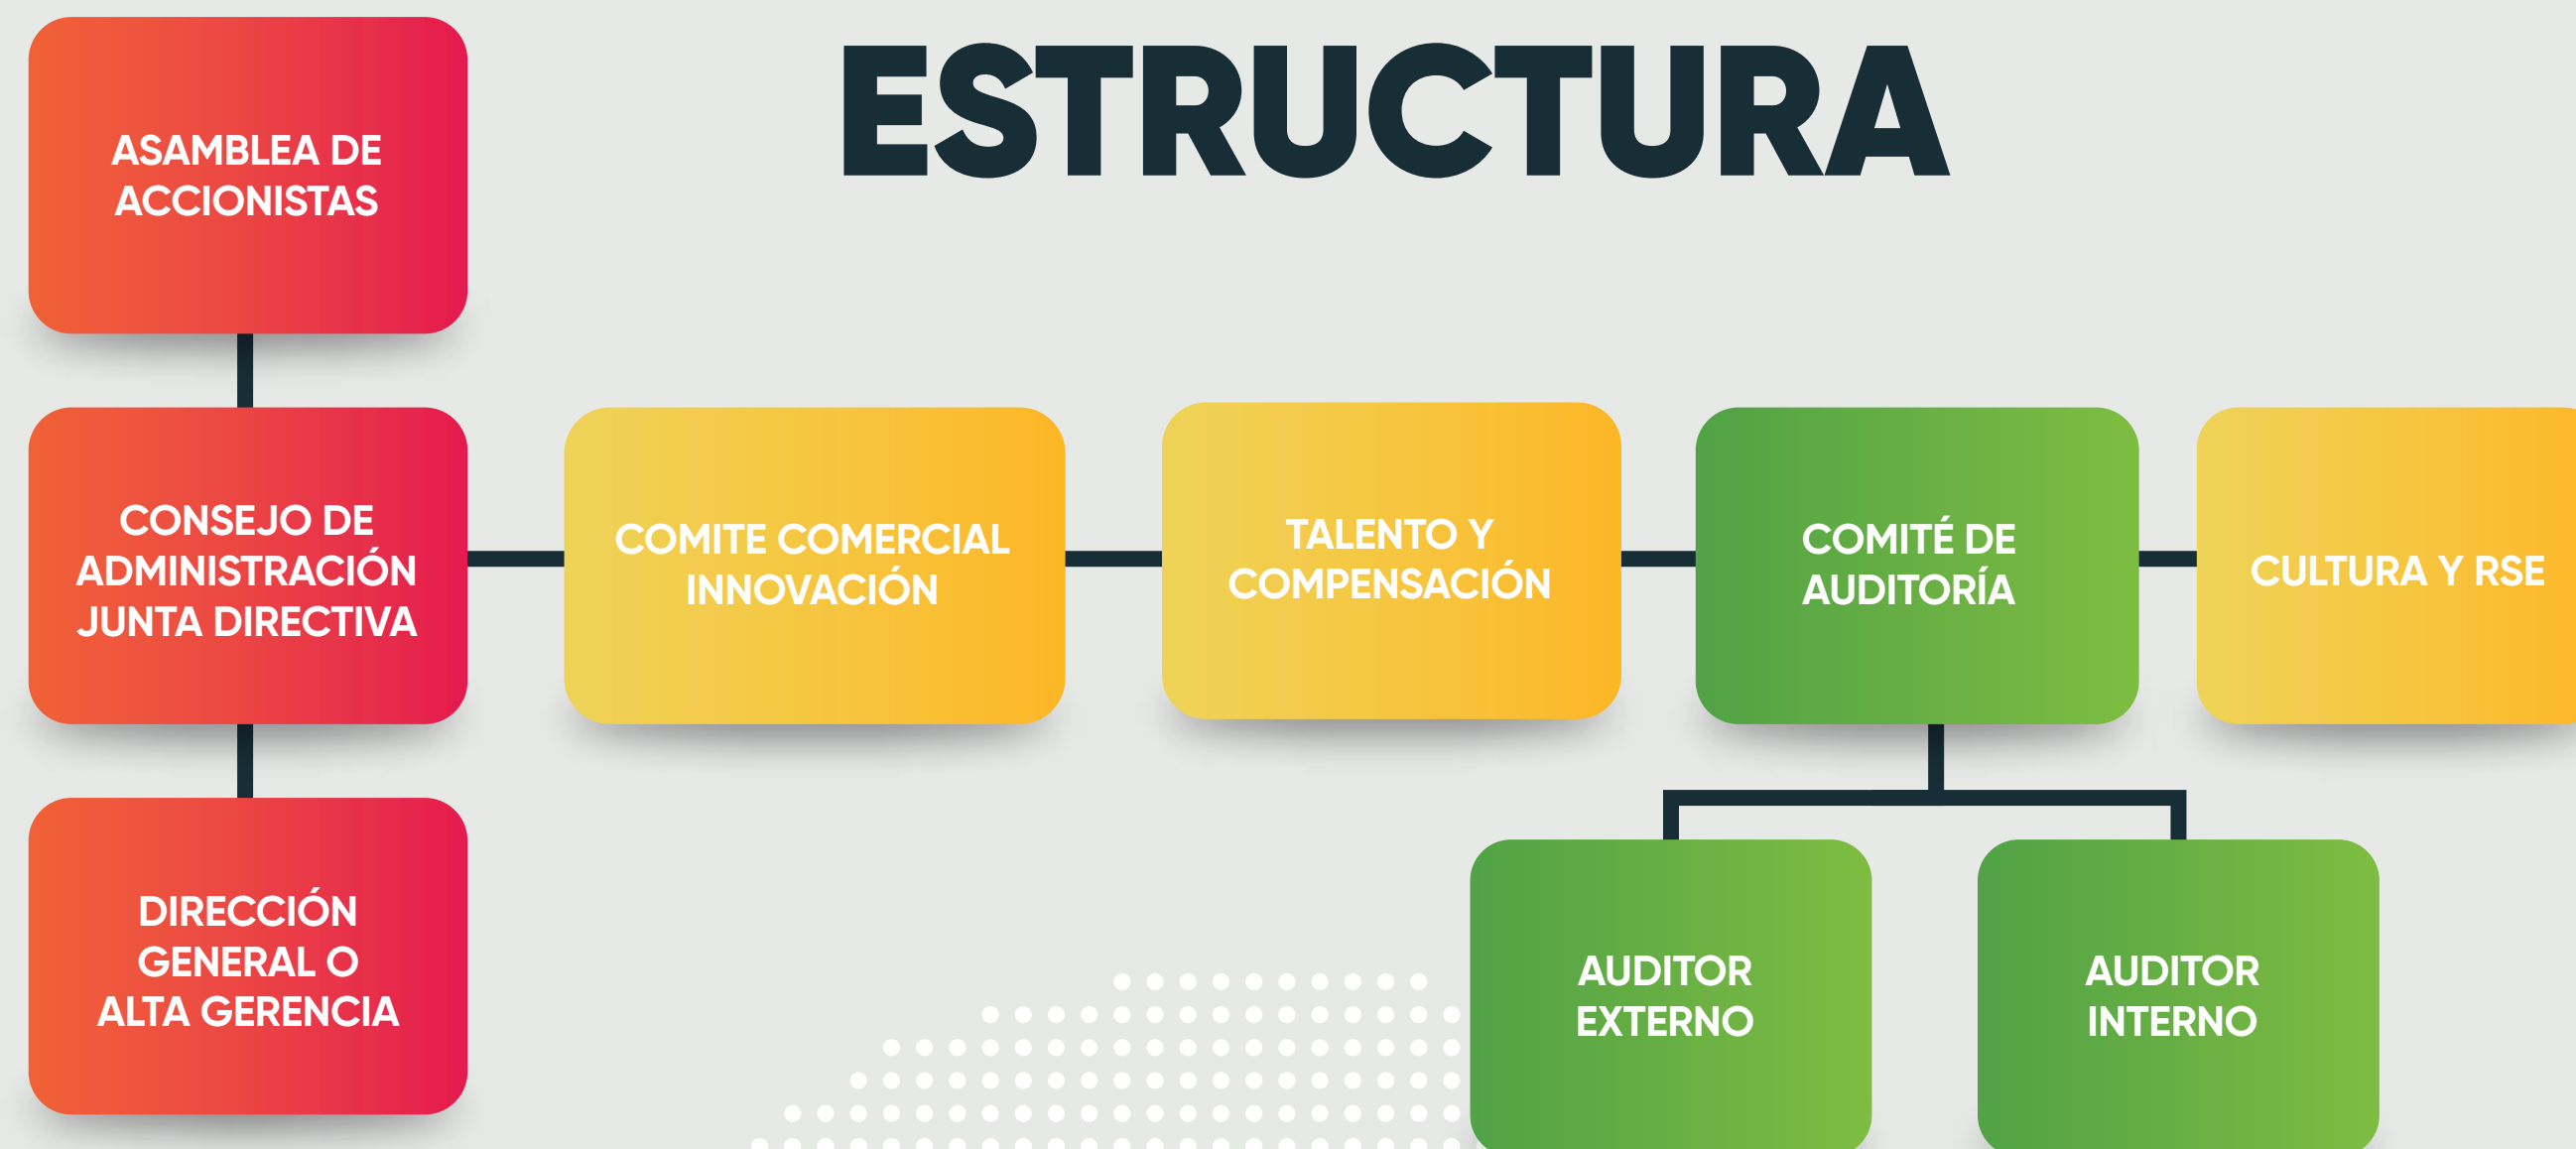 ESTRUCTURA
ASAMBLEA DE
ACCIONISTAS
CONSEJO DE
ADMINISTRACIÓN
JUNTA DIRECTIVA
COMITE COMERCIAL
INNOVACIÓN
TALENTO Y
COMPENSACIÓN
COMITÉ DE
AUDITORÍA
CULTURA Y RSE
DIRECCIÓN
GENERAL O
ALTA GERENCIA
AUDITOR
EXTERNO
AUDITOR
INTERNO